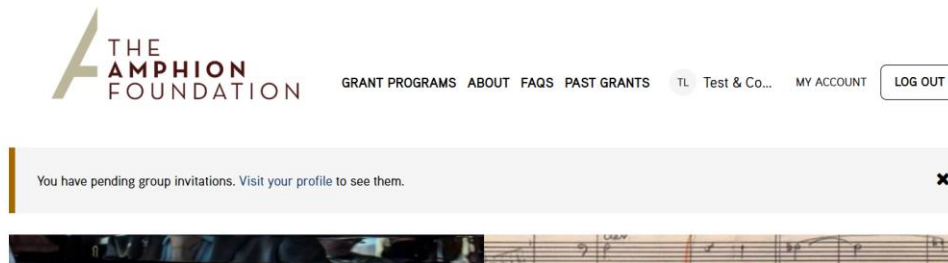 THE
AMPHION
FOUNDATION
GRANT PROGRAMS ABOUT FAQS PAST GRANTS TL Test & Co... MY ACCOUNT LOG OUT
You have pending group invitations. Visit your profile to see them.